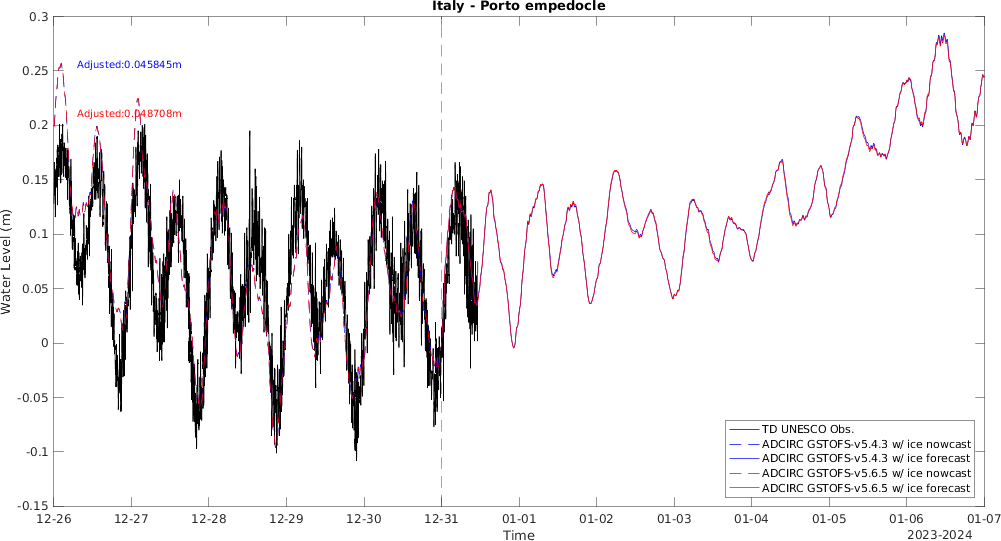 Italy - Porto empedocle
0.3
0.25
0.2
0.15
0.1
0.05
0
-0.05
-0.1
-0.15
Water Level (m)
Adjusted:0.045845m
Adjusted:0.048708m
TD UNESCO Obs.
ADCIRC GSTOFS-v5.4.3 w/ ice nowcast
ADCIRC GSTOFS-v5.4.3 w/ ice forecast
ADCIRC GSTOFS-v5.6.5 w/ ice nowcast
ADCIRC GSTOFS-v5.6.5 w/ ice forecast
12-26 12-27 12-28 12-29 12-30 12-31 01-01 01-02 01-03 01-04 01-05 01-06 01-07
Time
2023-2024